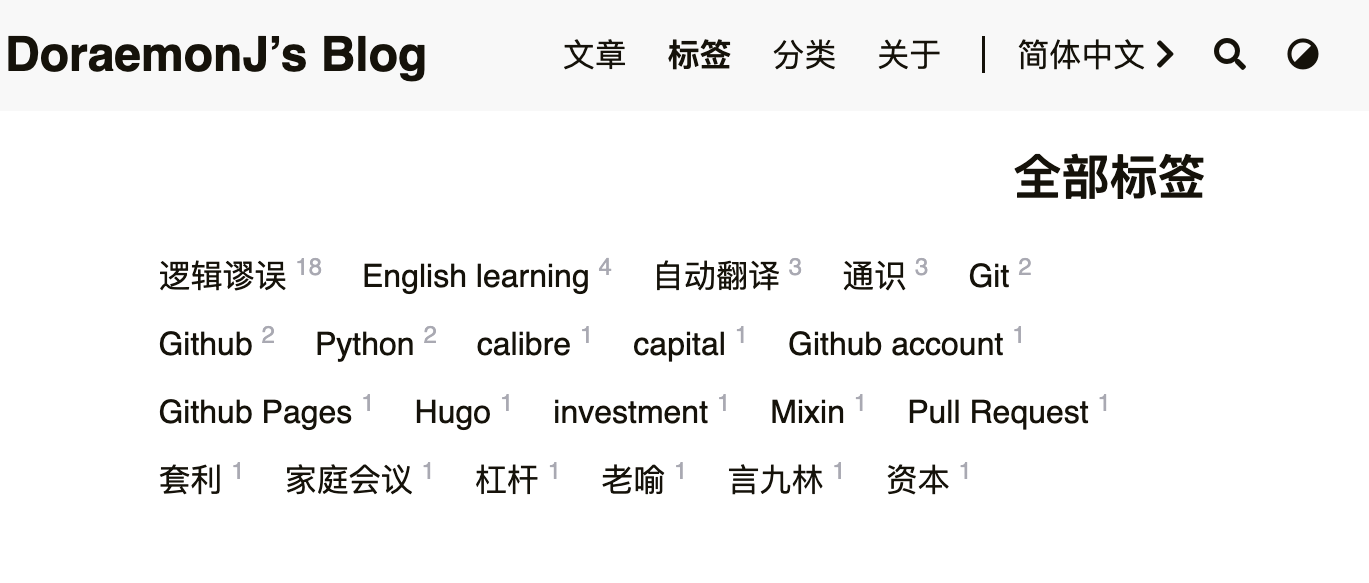 DoraemonJ’s Blog 文章 标签 分类 关于 | 简体中文
全部标签
逻辑谬误 18 English learning 4 自动翻译 3 通识 3 Git 2
Github 2 Python 2 calibre 1 capital 1 Github account 1
Github Pages 1 Hugo 1 investment 1 Mixin 1 Pull Request 1
套利 1 家庭会议 1 杠杆 1 老喻 1 言九林 1 资本 1